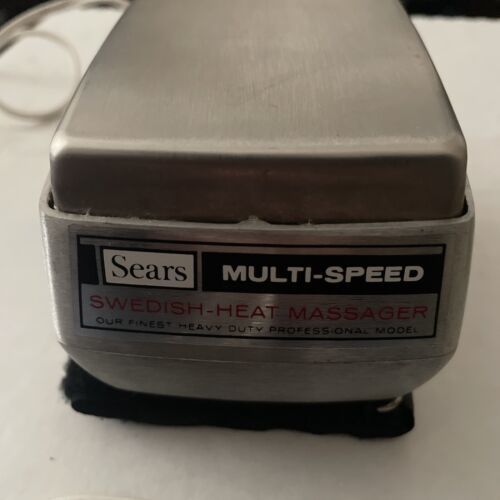 Sears MULTI-SPEED
SWEDISH-HEAT MASSAGER
OUR FINEST HEAVY DUTY PROFESSIONAL MODEL